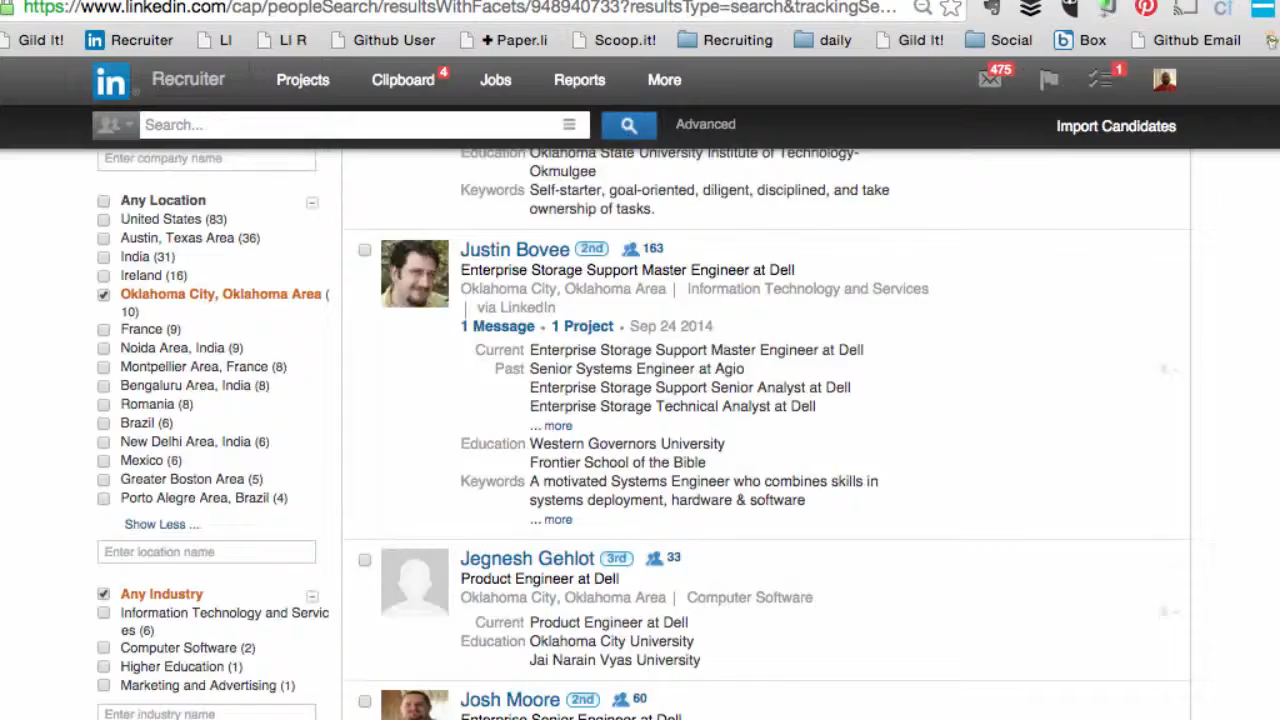 https://www.linkedin.com/cap/peopleSearch/resultsWithFacets/948940733?resultsType=search&trackingSe...
Gild It!
in Recruiter
LI
LI R
Github User
+ Paper.li
Scoop.it!
Recruiting
daily
Gild It!
Social
b Box
Github Email
in Recruiter
Projects
Clipboard 4
Jobs
Reports
More
475
1
Search...
Advanced
Import Candidates
Enter company name
Any Location
United States (83)
Austin, Texas Area (36)
India (31)
Ireland (16)
Oklahoma City, Oklahoma Area (
10)
France (9)
Noida Area, India (9)
Montpellier Area, France (8)
Bengaluru Area, India (8)
Romania (8)
Brazil (6)
New Delhi Area, India (6)
Mexico (6)
Greater Boston Area (5)
Porto Alegre Area, Brazil (4)
Show Less ...
Enter location name
Any Industry
Information Technology and Servic
es (6)
Computer Software (2)
Higher Education (1)
Marketing and Advertising (1)
Enter industry name
Education Oklahoma State University Institute of Technology-
Okmulgee
Keywords Self-starter, goal-oriented, diligent, disciplined, and take
ownership of tasks.
Justin Bovee 2nd 163
Enterprise Storage Support Master Engineer at Dell
Oklahoma City, Oklahoma Area | Information Technology and Services
| via LinkedIn
1 Message • 1 Project • Sep 24 2014
Current Enterprise Storage Support Master Engineer at Dell
Past Senior Systems Engineer at Agio
Enterprise Storage Support Senior Analyst at Dell
Enterprise Storage Technical Analyst at Dell
... more
Education Western Governors University
Frontier School of the Bible
Keywords A motivated Systems Engineer who combines skills in
systems deployment, hardware & software
... more
Jegnesh Gehlot 3rd 33
Product Engineer at Dell
Oklahoma City, Oklahoma Area | Computer Software
Current Product Engineer at Dell
Education Oklahoma City University
Jai Narain Vyas University
Josh Moore 2nd 60
Enterprise Senior Engineer at Dell